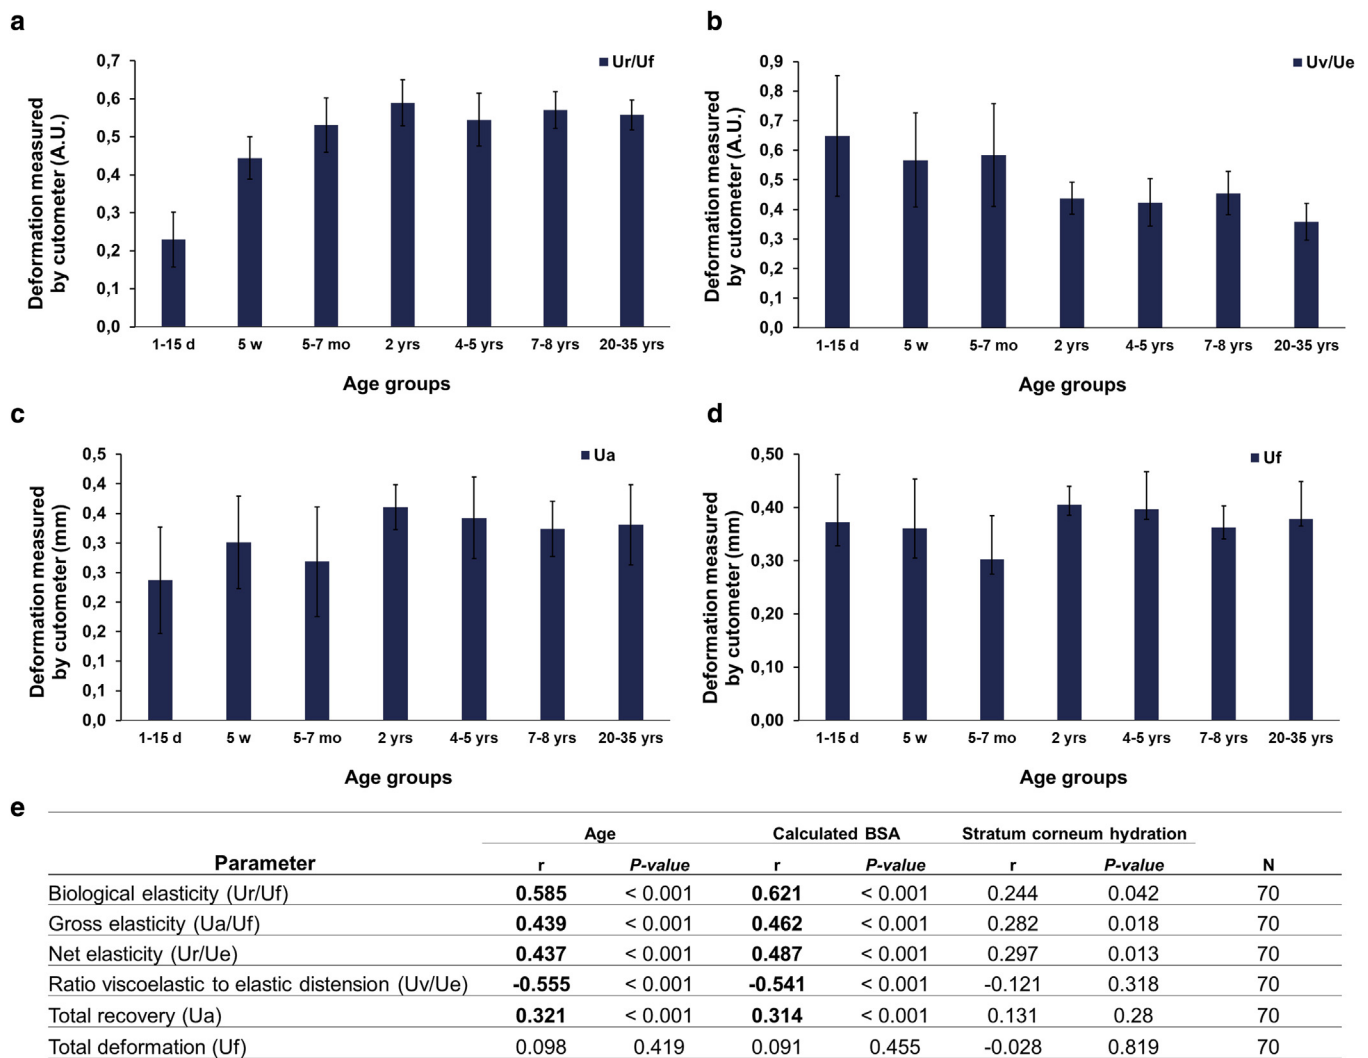 a
Deformation measured
by cutometer (A.U.)
0,7
0,6
0,5
0,4
0,3
0,2
0,1
0,0
Ur/Uf
1-15 d 5 w 5-7 mo 2 yrs 4-5 yrs 7-8 yrs 20-35 yrs
Age groups
b
Deformation measured
by cutometer (A.U.)
0,9
0,8
0,7
0,6
0,5
0,4
0,3
0,2
0,1
0,0
Uv/Ue
1-15 d 5 w 5-7 mo 2 yrs 4-5 yrs 7-8 yrs 20-35 yrs
Age groups
c
Deformation measured
by cutometer (mm)
0,5
0,4
0,4
0,3
0,3
0,2
0,2
0,1
0,1
0,0
Ua
1-15 d 5 w 5-7 mo 2 yrs 4-5 yrs 7-8 yrs 20-35 yrs
Age groups
d
Deformation measured
by cutometer (mm)
0,50
0,40
0,30
0,20
0,10
0,00
Uf
1-15 d 5 w 5-7 mo 2 yrs 4-5 yrs 7-8 yrs 20-35 yrs
Age groups
e
Age Calculated BSA Stratum corneum hydration
Parameter r P-value r P-value r P-value N
Biological elasticity (Ur/Uf) 0.585 < 0.001 0.621 < 0.001 0.244 0.042 70
Gross elasticity (Ua/Uf) 0.439 < 0.001 0.462 < 0.001 0.282 0.018 70
Net elasticity (Ur/Ue) 0.437 < 0.001 0.487 < 0.001 0.297 0.013 70
Ratio viscoelastic to elastic distension (Uv/Ue) -0.555 < 0.001 -0.541 < 0.001 -0.121 0.318 70
Total recovery (Ua) 0.321 < 0.001 0.314 < 0.001 0.131 0.28 70
Total deformation (Uf) 0.098 0.419 0.091 0.455 -0.028 0.819 70